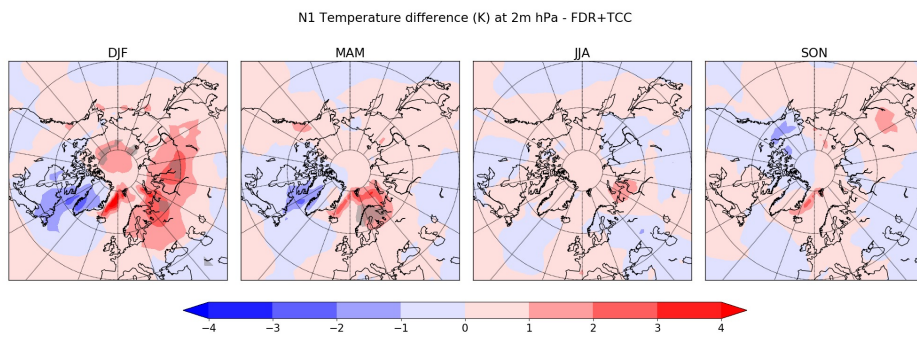 N1 Temperature difference (K) at 2m hPa - FDR+TCC
DJF MAM JJA SON
−4 −3 −2 −1 0 1 2 3 4